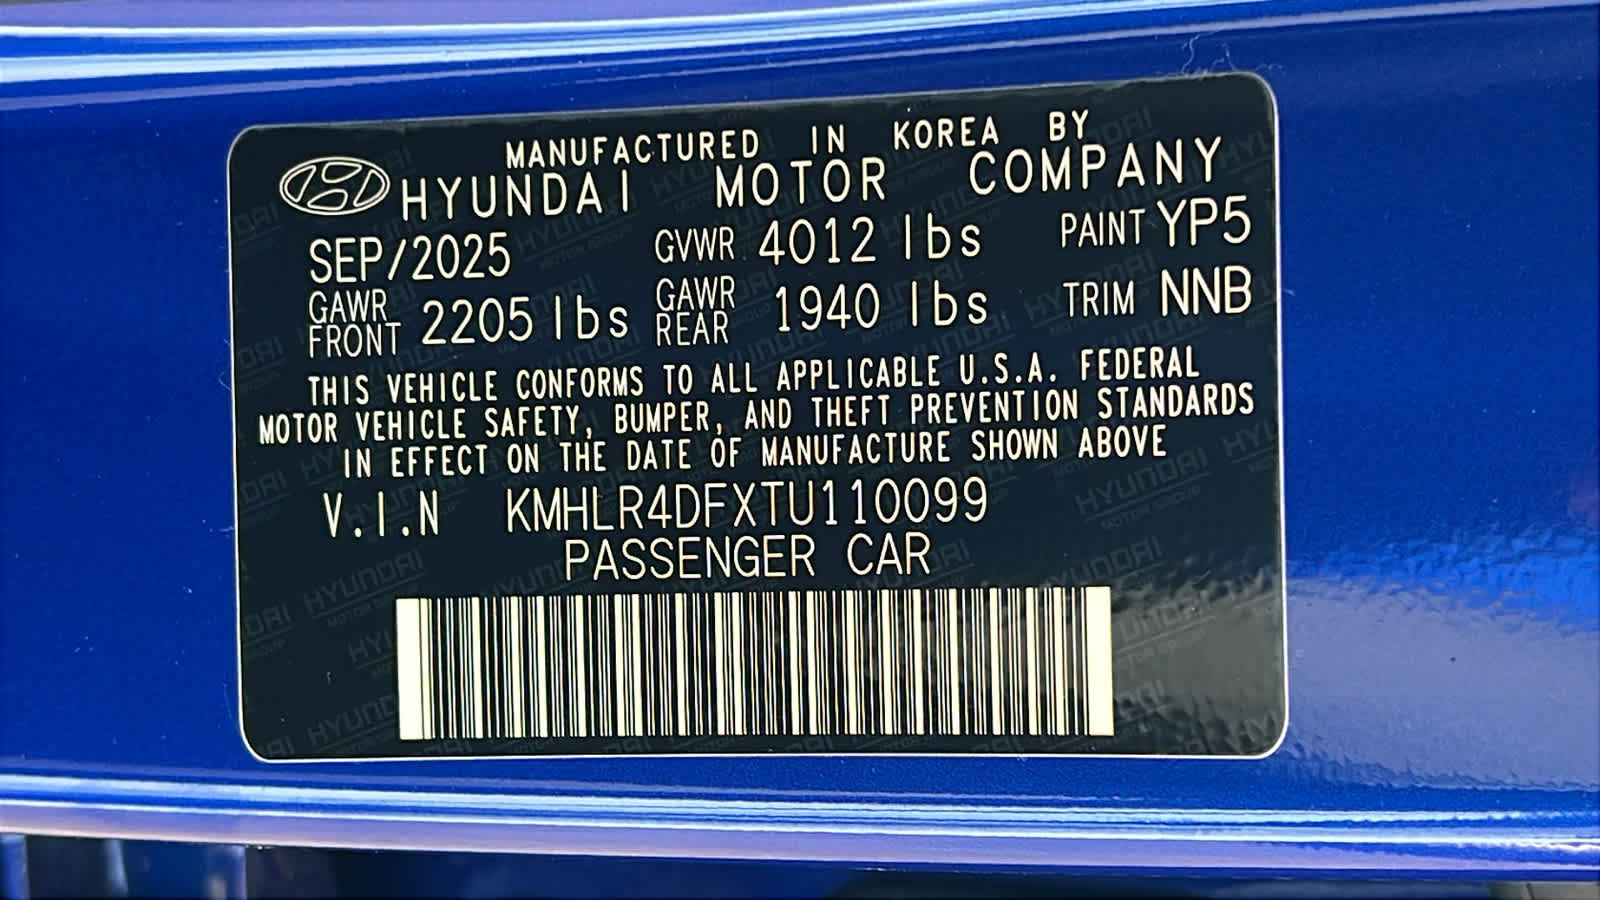 MANUFACTURED IN KOREA BY
HYUNDAI MOTOR COMPANY
SEP/2025 GVWR 4012 lbs PAINT YP5
GAWR FRONT 2205 lbs GAWR REAR 1940 lbs TRIM NNB
THIS VEHICLE CONFORMS TO ALL APPLICABLE U.S.A. FEDERAL
MOTOR VEHICLE SAFETY, BUMPER, AND THEFT PREVENTION STANDARDS
IN EFFECT ON THE DATE OF MANUFACTURE SHOWN ABOVE
V.I.N KMHLR4DFXTU110099
PASSENGER CAR